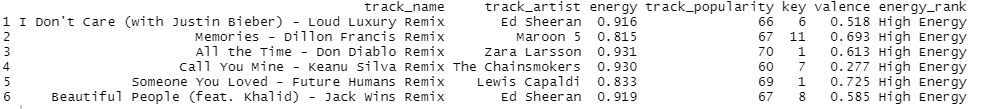 track_name track_artist energy track_popularity key valence energy_rank
1 I Don't Care (with Justin Bieber) - Loud Luxury Remix Ed Sheeran 0.916 66 6 0.518 High Energy
2 Memories - Dillon Francis Remix Maroon 5 0.815 67 11 0.693 High Energy
3 All the Time - Don Diablo Remix Zara Larsson 0.931 70 1 0.613 High Energy
4 Call You Mine - Keanu Silva Remix The Chainsmokers 0.930 60 7 0.277 High Energy
5 Someone You Loved - Future Humans Remix Lewis Capaldi 0.833 69 1 0.725 High Energy
6 Beautiful People (feat. Khalid) - Jack Wins Remix Ed Sheeran 0.919 67 8 0.585 High Energy